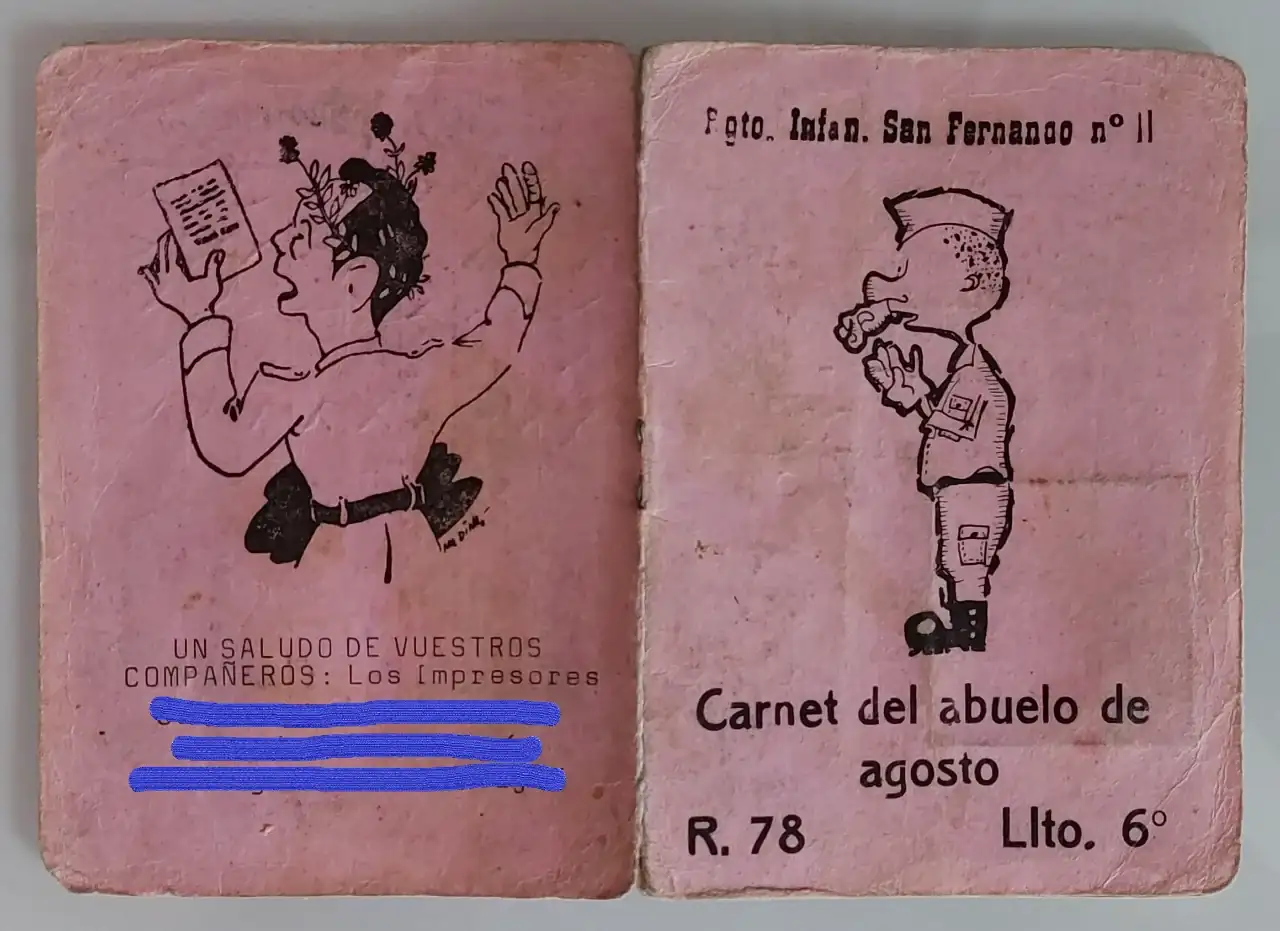 UN SALUDO DE VUESTROS
COMPAÑEROS: Los Impresores
Rgto. Infan. San Fernando nº 11
Carnet del abuelo de
agosto
R. 78 Llto. 6º